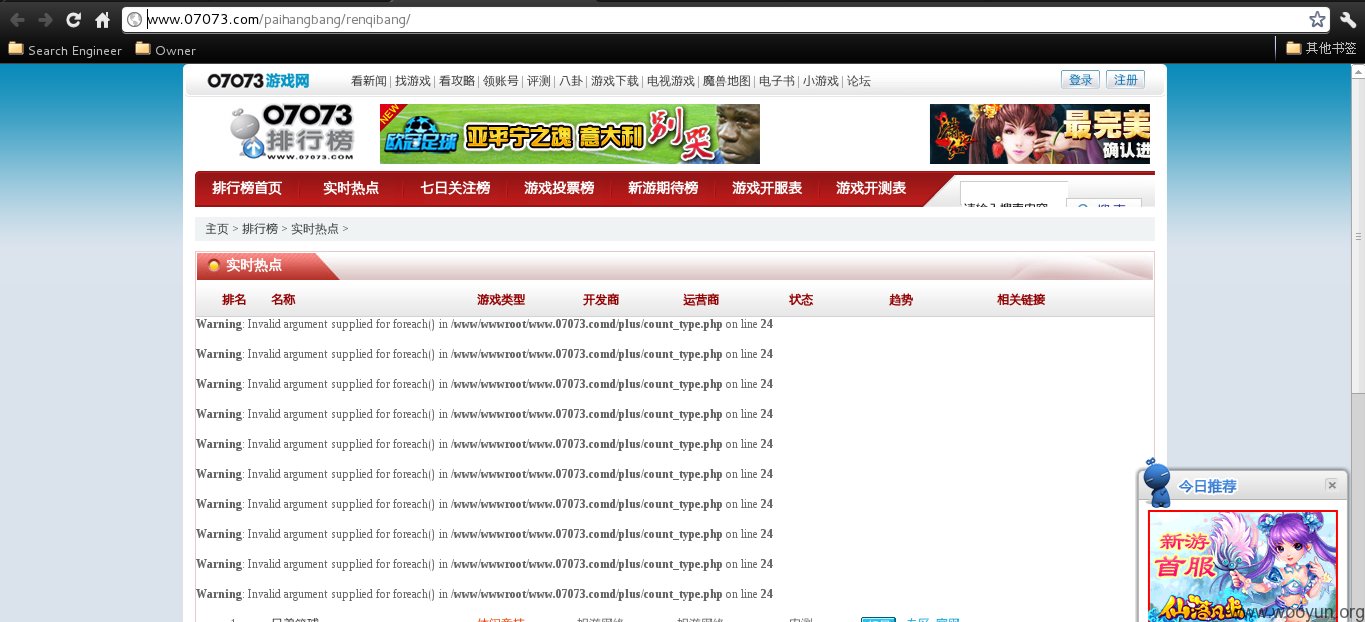 www.07073.com/paihangbang/renqibang/
Search Engineer Owner 其他书签
07073游戏网 看新闻 | 找游戏 | 看攻略 | 领账号 | 评测 | 八卦 | 游戏下载 | 电视游戏 | 魔兽地图 | 电子书 | 小游戏 | 论坛 登录 注册
07073
排行榜
WWW.07073.COM
NEW
欧冠足球 亚平宁之魂 意大利 别哭
最完美
确认进
排行榜首页 实时热点 七日关注榜 游戏投票榜 新游期待榜 游戏开服表 游戏开测表
请输入搜索内容 搜索
主页 > 排行榜 > 实时热点 >
实时热点
排名 名称 游戏类型 开发商 运营商 状态 趋势 相关链接
Warning: Invalid argument supplied for foreach() in /www/wwwroot/www.07073.comd/plus/count_type.php on line 24
Warning: Invalid argument supplied for foreach() in /www/wwwroot/www.07073.comd/plus/count_type.php on line 24
Warning: Invalid argument supplied for foreach() in /www/wwwroot/www.07073.comd/plus/count_type.php on line 24
Warning: Invalid argument supplied for foreach() in /www/wwwroot/www.07073.comd/plus/count_type.php on line 24
Warning: Invalid argument supplied for foreach() in /www/wwwroot/www.07073.comd/plus/count_type.php on line 24
Warning: Invalid argument supplied for foreach() in /www/wwwroot/www.07073.comd/plus/count_type.php on line 24
Warning: Invalid argument supplied for foreach() in /www/wwwroot/www.07073.comd/plus/count_type.php on line 24
Warning: Invalid argument supplied for foreach() in /www/wwwroot/www.07073.comd/plus/count_type.php on line 24
Warning: Invalid argument supplied for foreach() in /www/wwwroot/www.07073.comd/plus/count_type.php on line 24
Warning: Invalid argument supplied for foreach() in /www/wwwroot/www.07073.comd/plus/count_type.php on line 24
今日推荐
新游
首服
www.wooyun.org